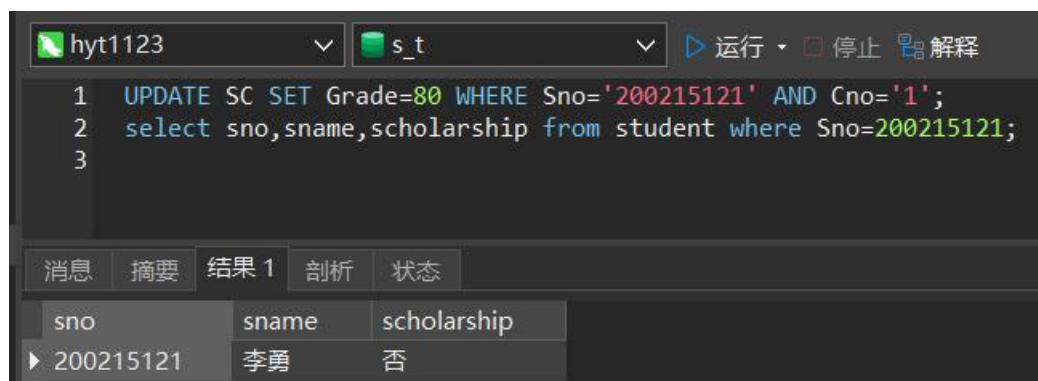 hyt1123 s_t 运行 停止 解释
1 UPDATE SC SET Grade=80 WHERE Sno='200215121' AND Cno='1';
2 select sno,sname,scholarship from student where Sno=200215121;
3
消息 摘要 结果 1 剖析 状态
sno sname scholarship
200215121 李勇 否